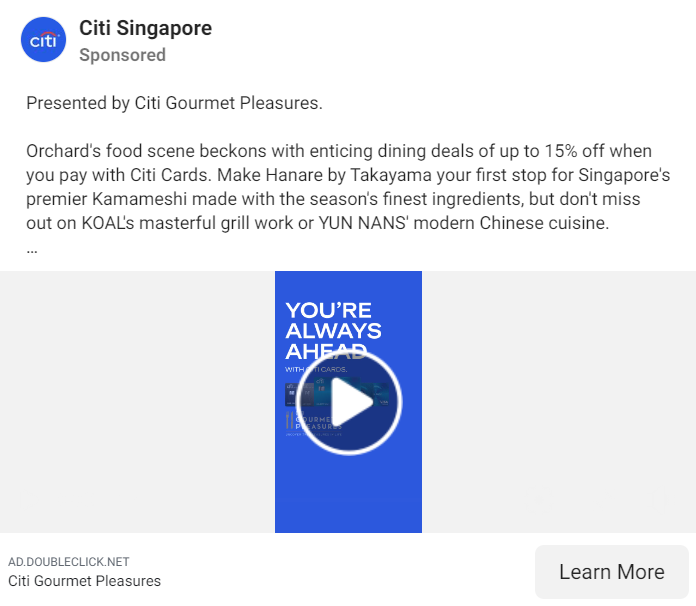 citi
Citi Singapore
Sponsored
Presented by Citi Gourmet Pleasures.
Orchard's food scene beckons with enticing dining deals of up to 15% off when
you pay with Citi Cards. Make Hanare by Takayama your first stop for Singapore's
premier Kamameshi made with the season's finest ingredients, but don't miss
out on KOAL's masterful grill work or YUN NANS' modern Chinese cuisine.
...
YOU'RE
ALWAYS
AHEAD
WITH CITI CARDS.
GOURMET
PLEASURES
AD.DOUBLECLICK.NET
Citi Gourmet Pleasures
Learn More